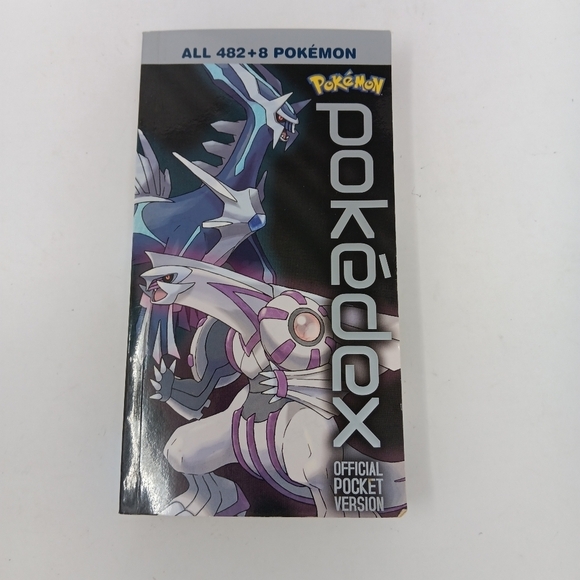 ALL 482+8 POKÉMON
POKéMON
pokédex
OFFICIAL
POCKET
VERSION